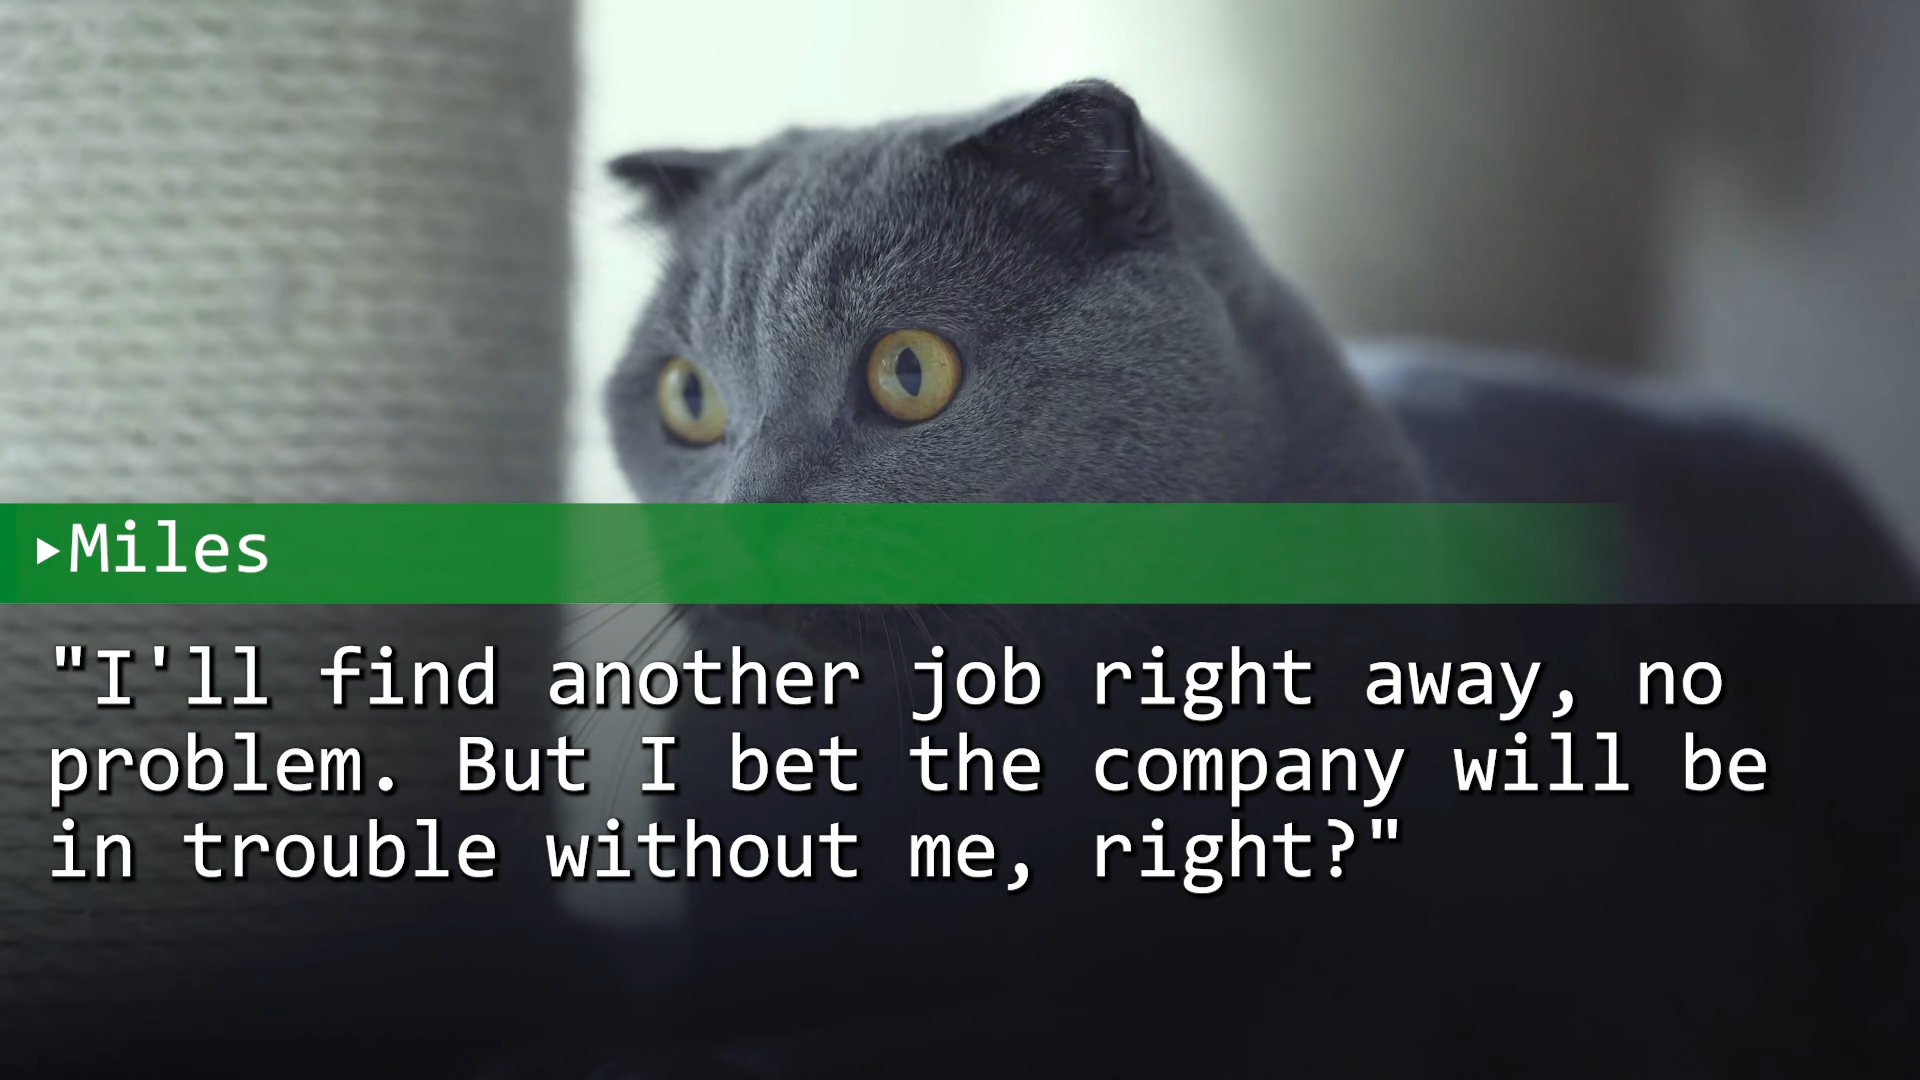 ▶Miles
"I'll find another job right away, no
problem. But I bet the company will be
in trouble without me, right?"